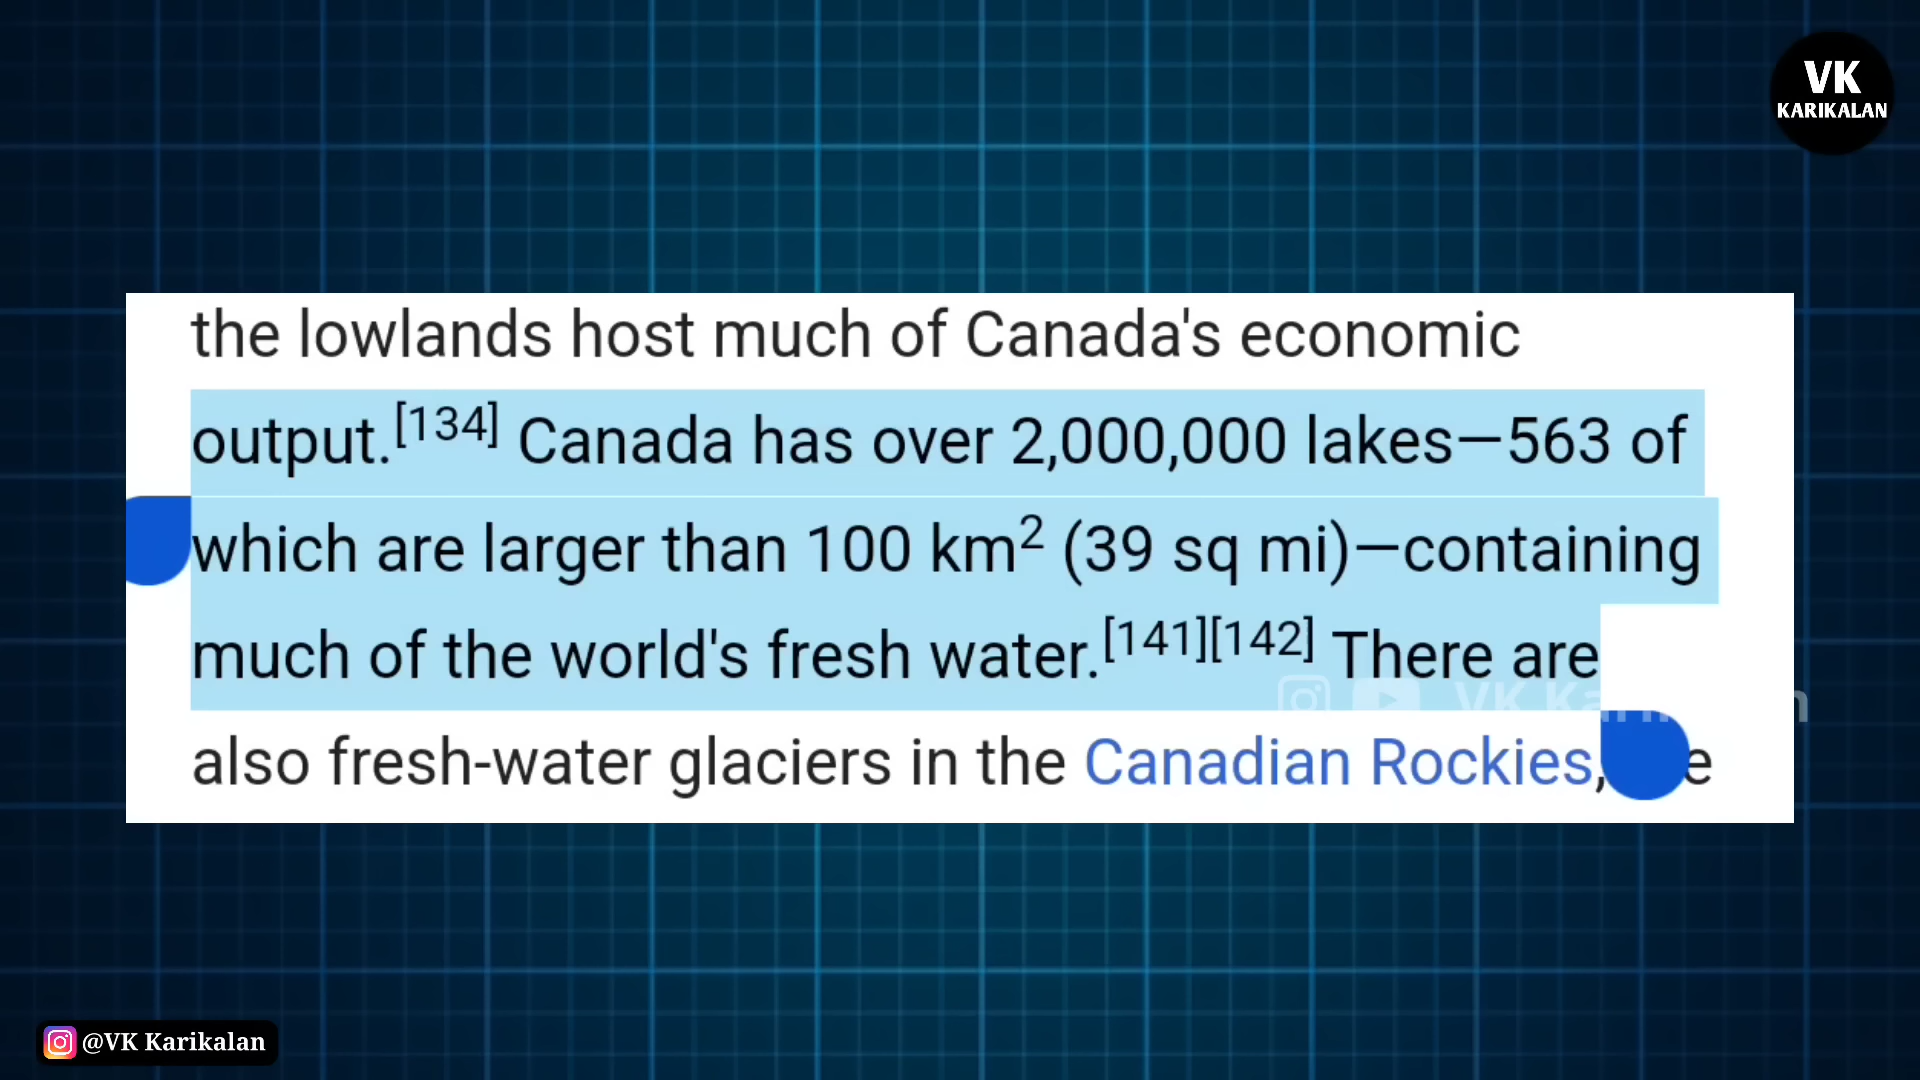 VK
KARIKALAN
the lowlands host much of Canada's economic
output.[134] Canada has over 2,000,000 lakes—563 of
which are larger than 100 km² (39 sq mi)—containing
much of the world's fresh water.[141][142] There are
also fresh-water glaciers in the Canadian Rockies,
@VK Karikalan